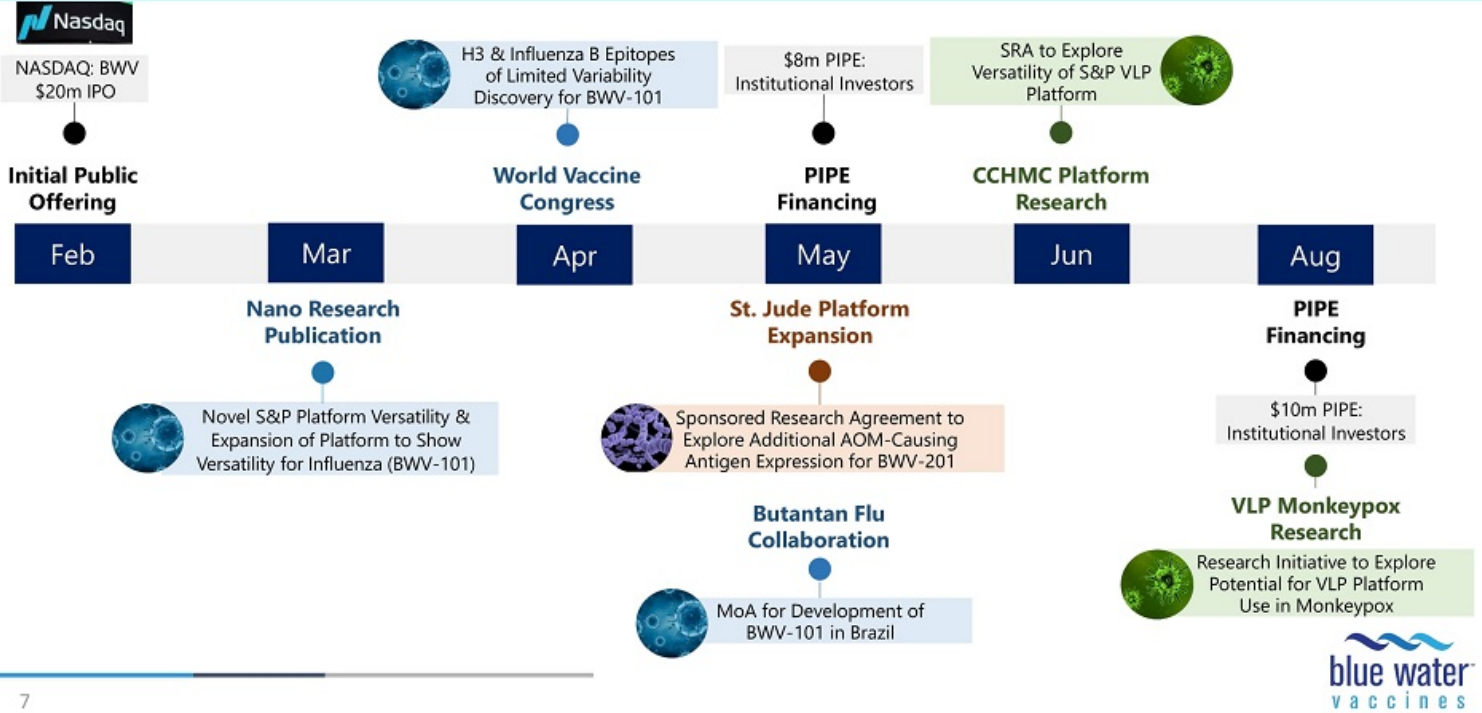 Nasdaq
NASDAQ: BWV
$20m IPO
Initial Public
Offering
H3 & Influenza B Epitopes
of Limited Variability
Discovery for BWV-101
World Vaccine
Congress
$8m PIPE:
Institutional Investors
PIPE
Financing
SRA to Explore
Versatility of S&P VLP
Platform
CCHMC Platform
Research
Feb
Mar
Apr
May
Jun
Aug
Nano Research
Publication
Novel S&P Platform Versatility &
Expansion of Platform to Show
Versatility for Influenza (BWV-101)
St. Jude Platform
Expansion
Sponsored Research Agreement to
Explore Additional AOM-Causing
Antigen Expression for BWV-201
Butantan Flu
Collaboration
MoA for Development of
BWV-101 in Brazil
PIPE
Financing
$10m PIPE:
Institutional Investors
VLP Monkeypox
Research
Research Initiative to Explore
Potential for VLP Platform
Use in Monkeypox
7
blue water™
vaccines